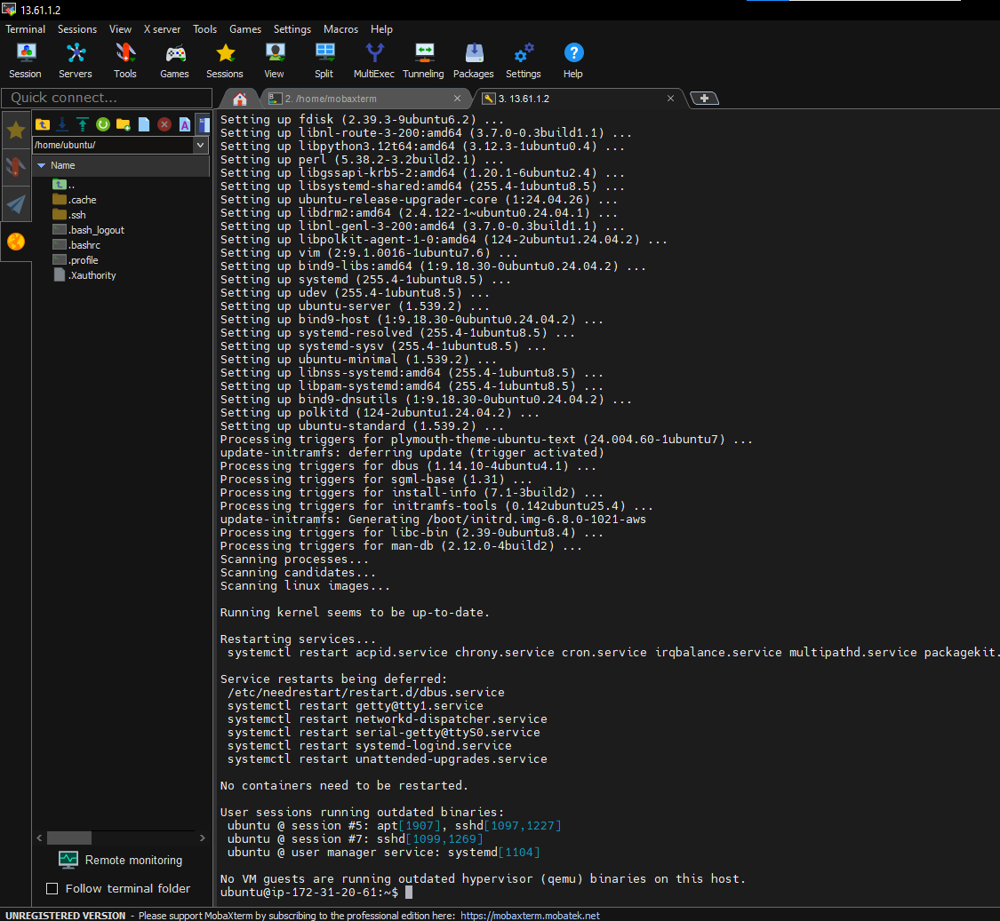 13.61.1.2
Terminal Sessions View X server Tools Games Settings Macros Help
Session Servers Tools Games Sessions View Split MultiExec Tunneling Packages Settings Help
Quick connect...
2. /home/mobaxterm
3. 13.61.1.2
/home/ubuntu/
Name
..
.cache
.ssh
.bash_logout
.bashrc
.profile
.Xauthority
Remote monitoring
Follow terminal folder
Setting up fdisk (2.39.3-9ubuntu6.2) ...
Setting up libnl-route-3-200:amd64 (3.7.0-0.3build1.1) ...
Setting up libpython3.12t64:amd64 (3.12.3-1ubuntu0.4) ...
Setting up perl (5.38.2-3.2build2.1) ...
Setting up libgssapi-krb5-2:amd64 (1.20.1-6ubuntu2.4) ...
Setting up libsystemd-shared:amd64 (255.4-1ubuntu8.5) ...
Setting up ubuntu-release-upgrader-core (1:24.04.26) ...
Setting up libdrm2:amd64 (2.4.122-1~ubuntu0.24.04.1) ...
Setting up libnl-genl-3-200:amd64 (3.7.0-0.3build1.1) ...
Setting up libpolkit-agent-1-0:amd64 (124-2ubuntu1.24.04.2) ...
Setting up vim (2:9.1.0016-1ubuntu7.6) ...
Setting up bind9-libs:amd64 (1:9.18.30-0ubuntu0.24.04.2) ...
Setting up systemd (255.4-1ubuntu8.5) ...
Setting up udev (255.4-1ubuntu8.5) ...
Setting up ubuntu-server (1.539.2) ...
Setting up bind9-host (1:9.18.30-0ubuntu0.24.04.2) ...
Setting up systemd-resolved (255.4-1ubuntu8.5) ...
Setting up systemd-sysv (255.4-1ubuntu8.5) ...
Setting up ubuntu-minimal (1.539.2) ...
Setting up libnss-systemd:amd64 (255.4-1ubuntu8.5) ...
Setting up libpam-systemd:amd64 (255.4-1ubuntu8.5) ...
Setting up bind9-dnsutils (1:9.18.30-0ubuntu0.24.04.2) ...
Setting up polkitd (124-2ubuntu1.24.04.2) ...
Setting up ubuntu-standard (1.539.2) ...
Processing triggers for plymouth-theme-ubuntu-text (24.004.60-1ubuntu7) ...
update-initramfs: deferring update (trigger activated)
Processing triggers for dbus (1.14.10-4ubuntu4.1) ...
Processing triggers for sgml-base (1.31) ...
Processing triggers for install-info (7.1-3build2) ...
Processing triggers for initramfs-tools (0.142ubuntu25.4) ...
update-initramfs: Generating /boot/initrd.img-6.8.0-1021-aws
Processing triggers for libc-bin (2.39-0ubuntu8.4) ...
Processing triggers for man-db (2.12.0-4build2) ...
Scanning processes...
Scanning candidates...
Scanning linux images...
Running kernel seems to be up-to-date.
Restarting services...
systemctl restart acpid.service chrony.service cron.service irqbalance.service multipathd.service packagekit.
Service restarts being deferred:
/etc/needrestart/restart.d/dbus.service
systemctl restart getty@tty1.service
systemctl restart networkd-dispatcher.service
systemctl restart serial-getty@ttyS0.service
systemctl restart systemd-logind.service
systemctl restart unattended-upgrades.service
No containers need to be restarted.
User sessions running outdated binaries:
ubuntu @ session #5: apt[1907], sshd[1097,1227]
ubuntu @ session #7: sshd[1099,1269]
ubuntu @ user manager service: systemd[1104]
No VM guests are running outdated hypervisor (qemu) binaries on this host.
ubuntu@ip-172-31-20-61:~$
UNREGISTERED VERSION - Please support MobaXterm by subscribing to the professional edition here: https://mobaxterm.mobatek.net